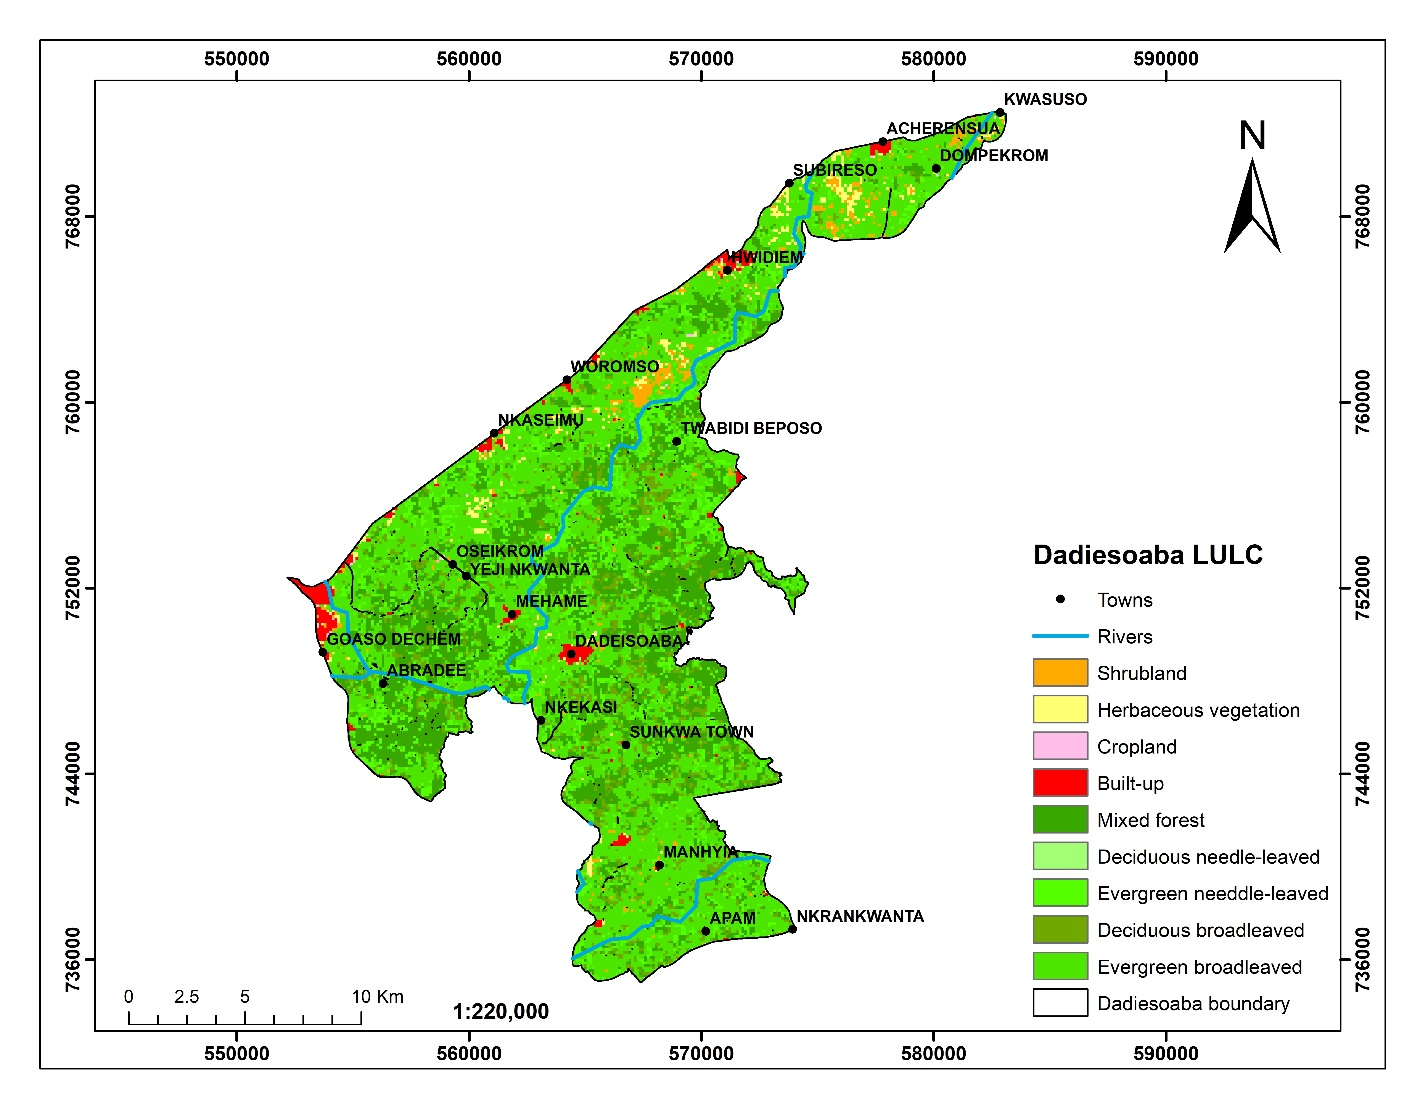 550000 560000 570000 580000 590000
KWASUSO
ACHERENSUA
N
DOMPEKROM
SUBIRESO
768000 768000
HWIDIEM
WOROMSO
760000 760000
NKASEIMU
TWABIDI BEPOSO
OSEIKROM
YEJI NKWANTA
752000 752000
MEHAME
GOASO DECHEM
DADEISOABA
ABRADEE
NKEKASI
SUNKWA TOWN
744000 744000
MANHYIA
APAM
NKRANKWANTA
736000 736000
Dadiesoaba LULC
Towns
Rivers
Shrubland
Herbaceous vegetation
Cropland
Built-up
Mixed forest
Deciduous needle-leaved
Evergreen neddle-leaved
Deciduous broadleaved
Evergreen broadleaved
Dadiesoaba boundary
0 2.5 5 10 Km
1:220,000
550000 560000 570000 580000 590000